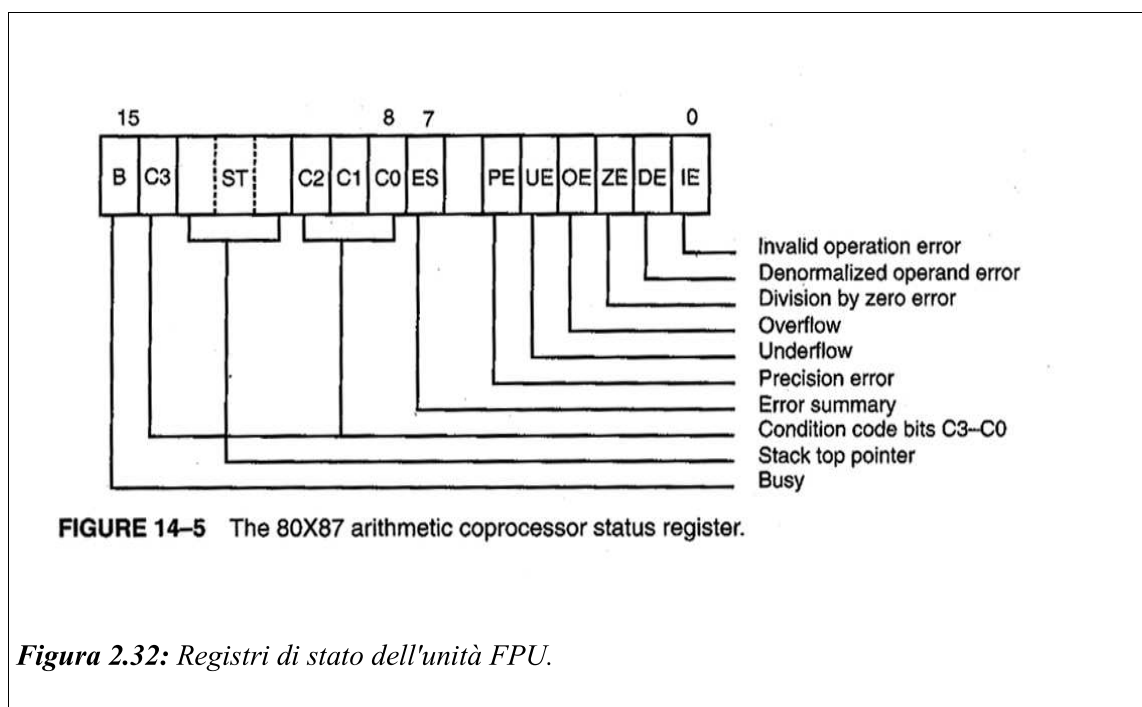 15 8 7 0
B C3 ST C2 C1 C0 ES PE UE OE ZE DE IE
Invalid operation error
Denormalized operand error
Division by zero error
Overflow
Underflow
Precision error
Error summary
Condition code bits C3–C0
Stack top pointer
Busy
FIGURE 14–5 The 80X87 arithmetic coprocessor status register.
Figura 2.32: Registri di stato dell'unità FPU.